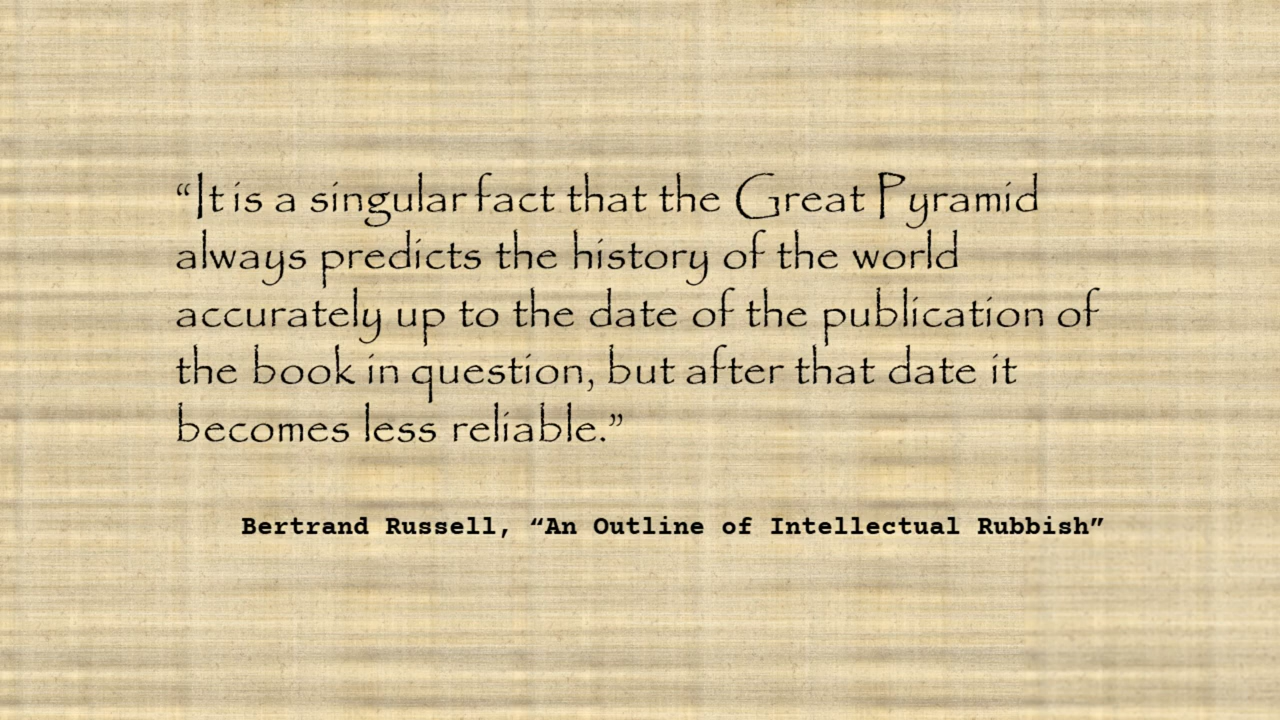 “It is a singular fact that the Great Pyramid
always predicts the history of the world
accurately up to the date of the publication of
the book in question, but after that date it
becomes less reliable.”
Bertrand Russell, “An Outline of Intellectual Rubbish”